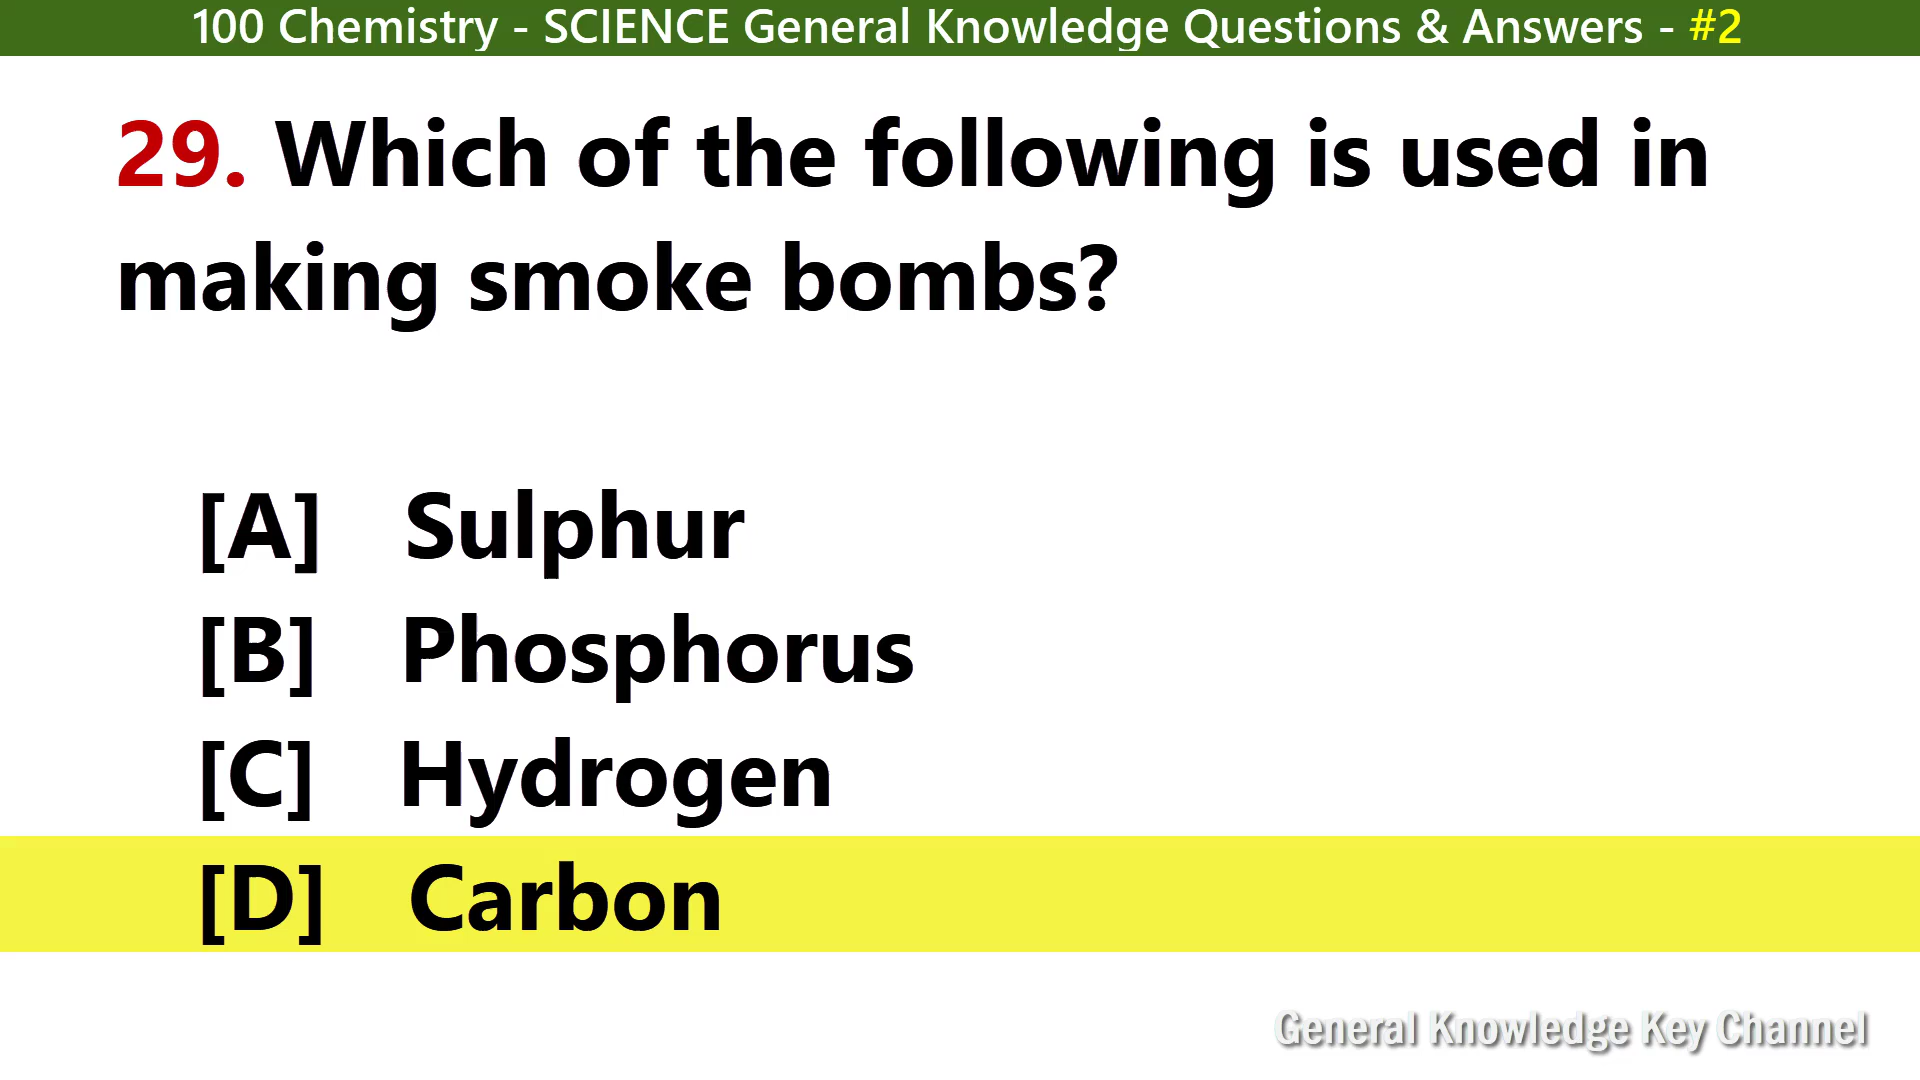 100 Chemistry - SCIENCE General Knowledge Questions & Answers - #2
29. Which of the following is used in
making smoke bombs?
[A] Sulphur
[B] Phosphorus
[C] Hydrogen
[D] Carbon
General Knowledge Key Channel